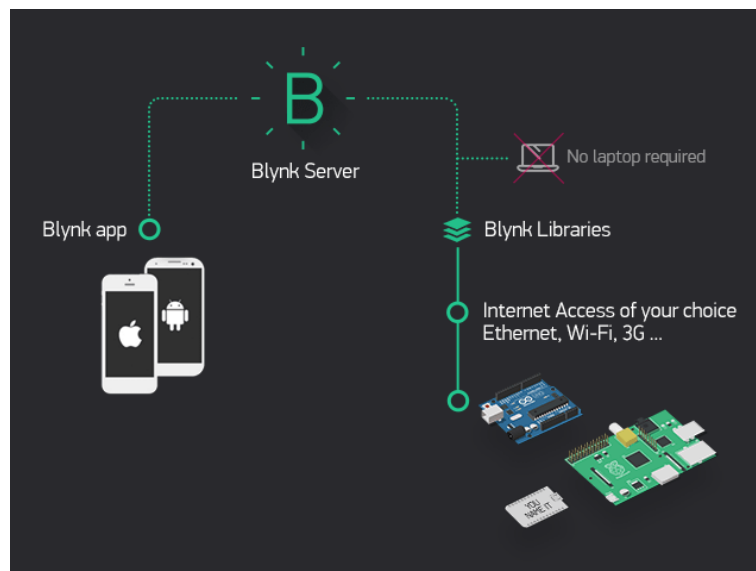 B
Blynk Server
No laptop required
Blynk app
Blynk Libraries
Internet Access of your choice
Ethernet, Wi-Fi, 3G ...
YOU
NAME IT